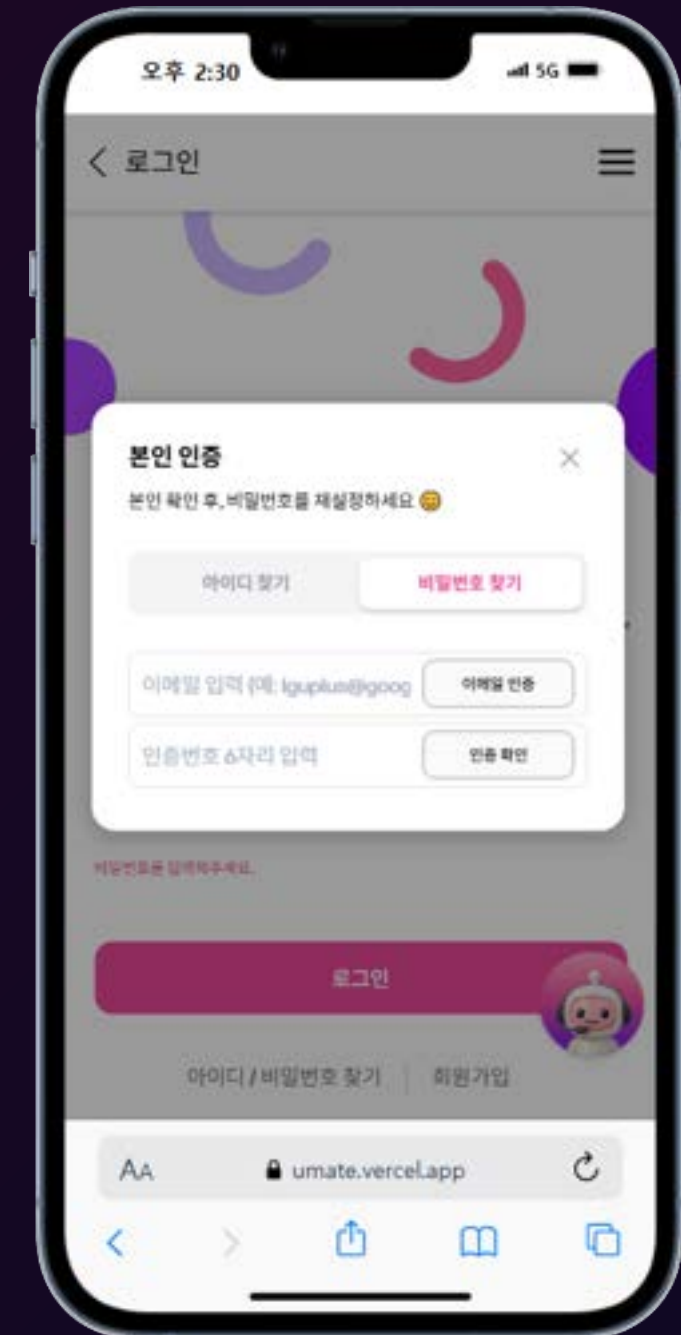 오후 2:30
5G
로그인
본인 인증
본인 확인 후, 비밀번호를 재설정하세요
아이디 찾기
비밀번호 찾기
이메일 입력 (예: lguplus@goog
이메일 인증
인증번호 6자리 입력
인증 확인
비밀번호를 입력해주세요.
로그인
아이디 / 비밀번호 찾기 | 회원가입
AA
umate.vercel.app